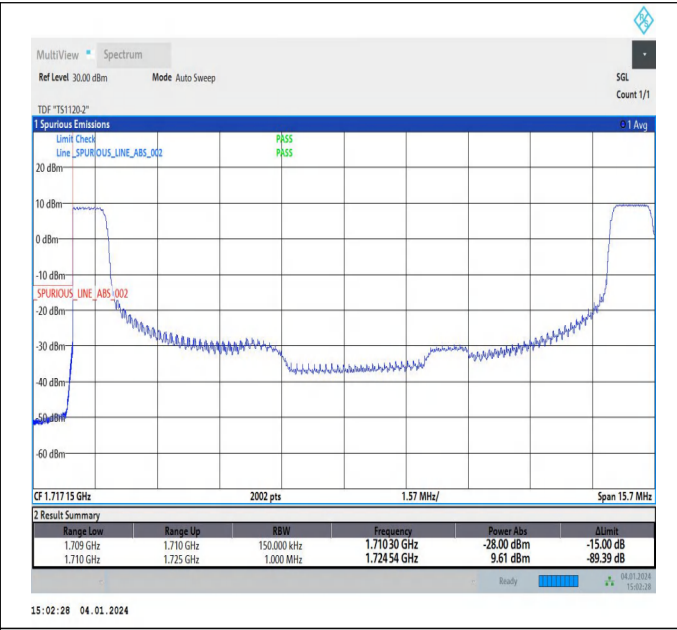 MultiView Spectrum
Ref Level 30.00 dBm Mode Auto Sweep SGL
Count 1/1
TDF "TS1120-2"
1 Spurious Emissions 1 Avg
Limit Check PASS
Line _SPURIOUS_LINE_ABS_002 PASS
20 dBm
10 dBm
0 dBm
-10 dBm
_SPURIOUS_LINE_ABS_002
-20 dBm
-30 dBm
-40 dBm
-50 dBm
-60 dBm
CF 1.717 15 GHz 2002 pts 1.57 MHz/ Span 15.7 MHz
2 Result Summary
Range Low Range Up RBW Frequency Power Abs ΔLimit
1.709 GHz 1.710 GHz 150.000 kHz 1.710 30 GHz -28.00 dBm -15.00 dB
1.710 GHz 1.725 GHz 1.000 MHz 1.724 54 GHz 9.61 dBm -89.39 dB
Ready 04.01.2024
15:02:28
15:02:28 04.01.2024